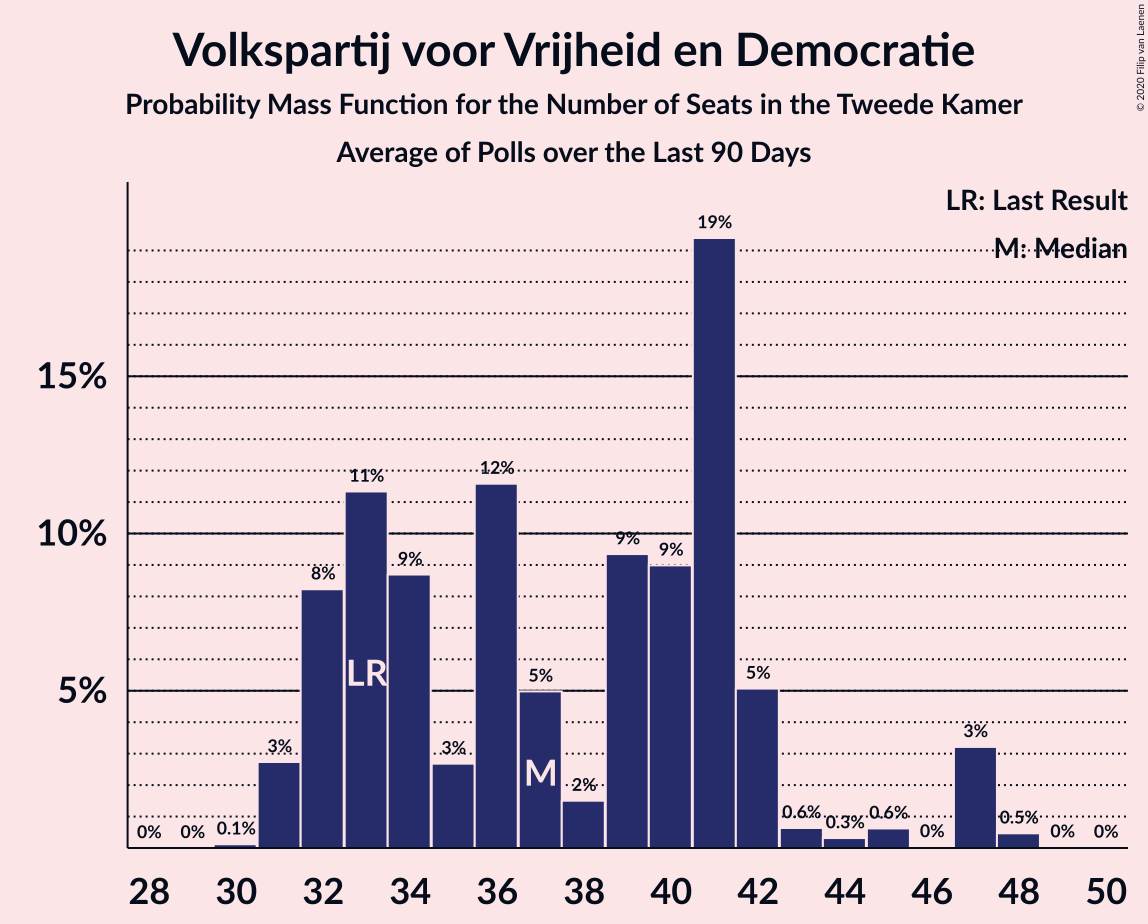 Volkspartij voor Vrijheid en Democratie
Probability Mass Function for the Number of Seats in the Tweede Kamer
Average of Polls over the Last 90 Days
© 2020 Filip van Laenen
LR: Last Result
M: Median
15%
10%
5%
0%
0%
0.1%
3%
8%
11%
9%
3%
12%
5%
2%
9%
9%
19%
5%
0.6%
0.3%
0.6%
0%
3%
0.5%
0%
0%
LR
M
28 30 32 34 36 38 40 42 44 46 48 50